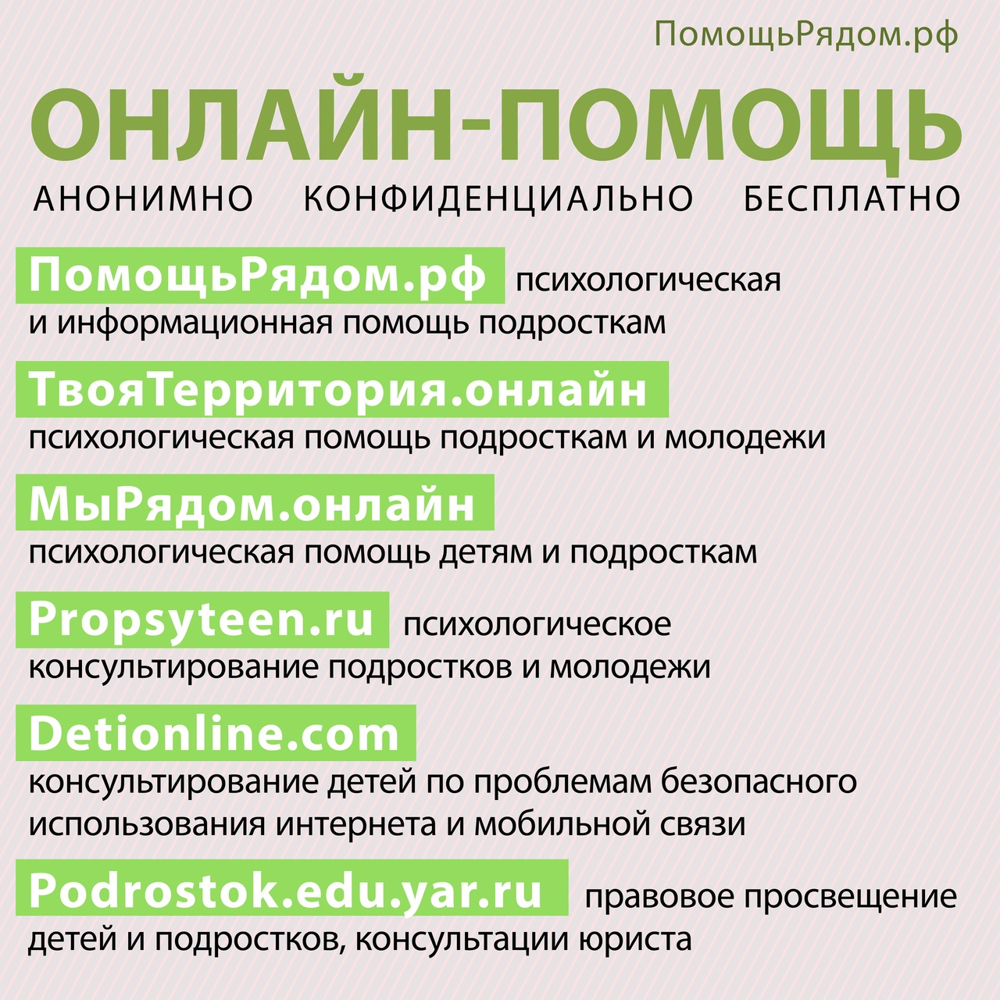 ПомощьРядом.рф
ОНЛАЙН-ПОМОЩЬ
АНОНИМНО КОНФИДЕНЦИАЛЬНО БЕСПЛАТНО
ПомощьРядом.рф психологическая
и информационная помощь подросткам
ТвояТерритория.онлайн
психологическая помощь подросткам и молодежи
МыРядом.онлайн
психологическая помощь детям и подросткам
Propsyteen.ru психологическое
консультирование подростков и молодежи
Detionline.com
консультирование детей по проблемам безопасного
использования интернета и мобильной связи
Podrostok.edu.yar.ru правовое просвещение
детей и подростков, консультации юриста